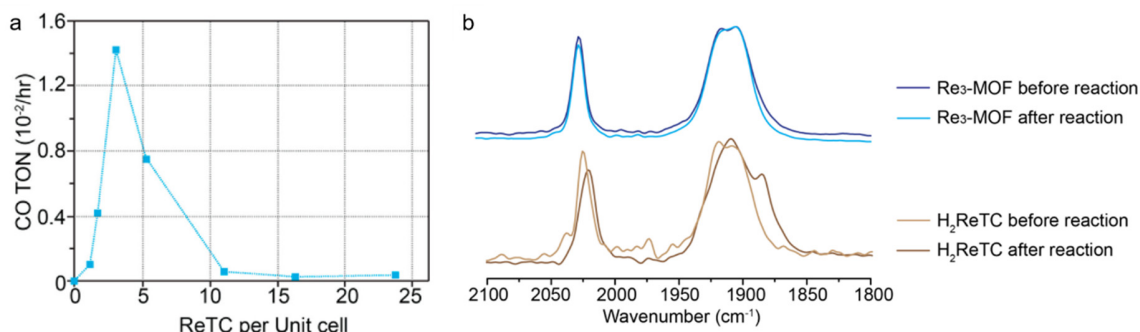 a
CO TON (10⁻²/hr)
1.6
1.2
0.8
0.4
0
0 5 10 15 20 25
ReTC per Unit cell
b
Re₃-MOF before reaction
Re₃-MOF after reaction
H₂ReTC before reaction
H₂ReTC after reaction
2100 2050 2000 1950 1900 1850 1800
Wavenumber (cm⁻¹)